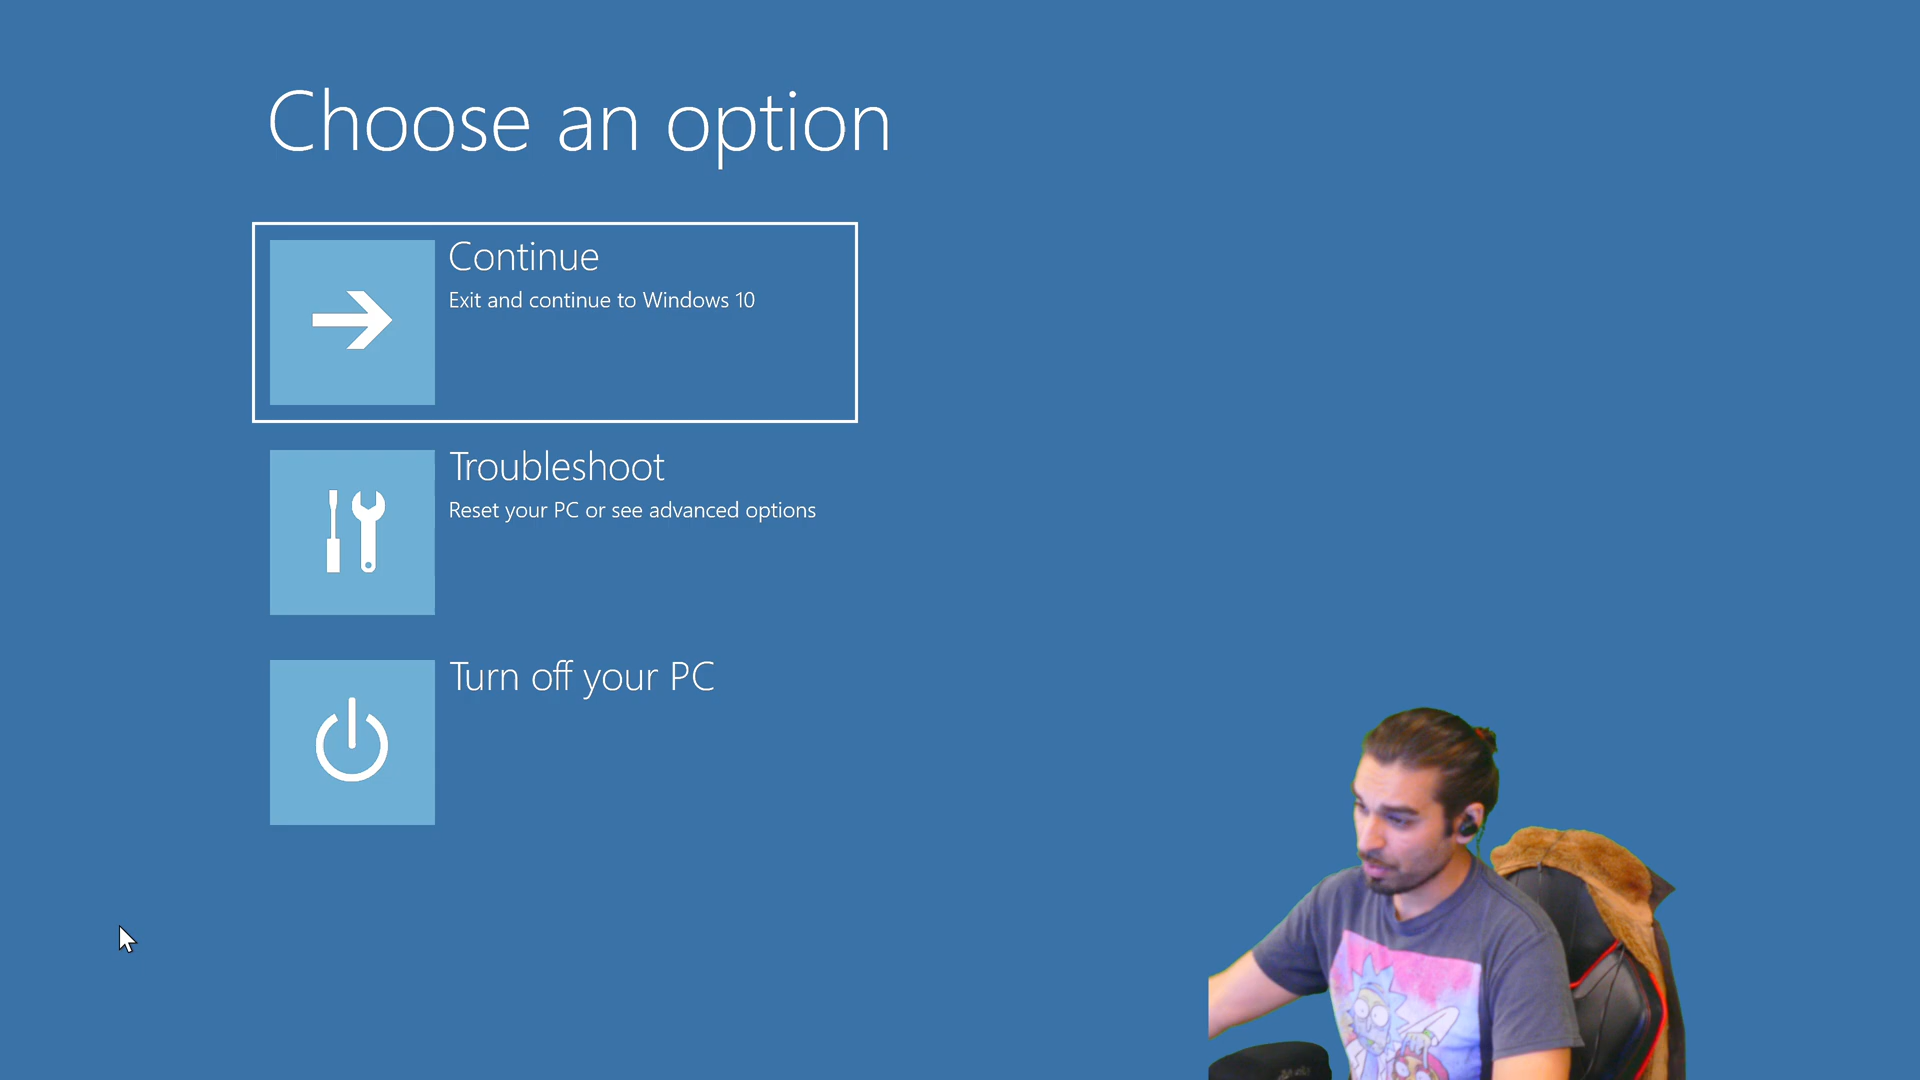 Choose an option
Continue
Exit and continue to Windows 10
Troubleshoot
Reset your PC or see advanced options
Turn off your PC